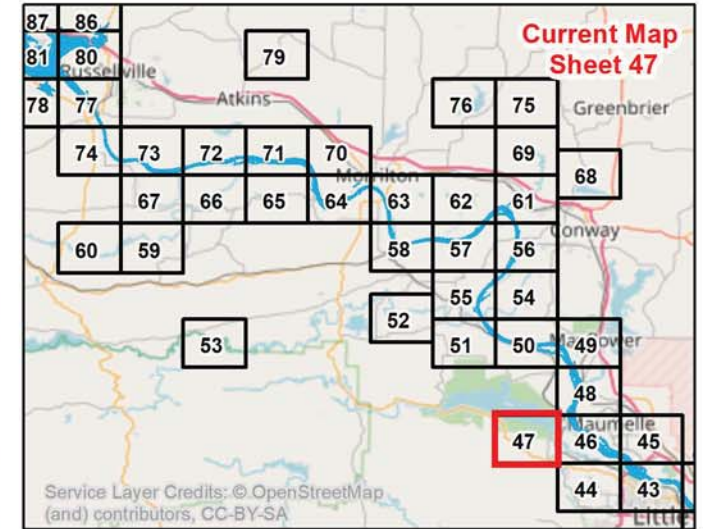 87 86
Current Map
Sheet 47
81 80 79
Russellville
78 77 Atkins 76 75 Greenbrier
74 73 72 71 70 69
Morrilton 68
67 66 65 64 63 62 61
Conway
60 59 58 57 56
55 54
52
53 51 50 49
48
Maumelle
47 46 45
44 43
Service Layer Credits: © OpenStreetMap
(and) contributors, CC-BY-SA
Little